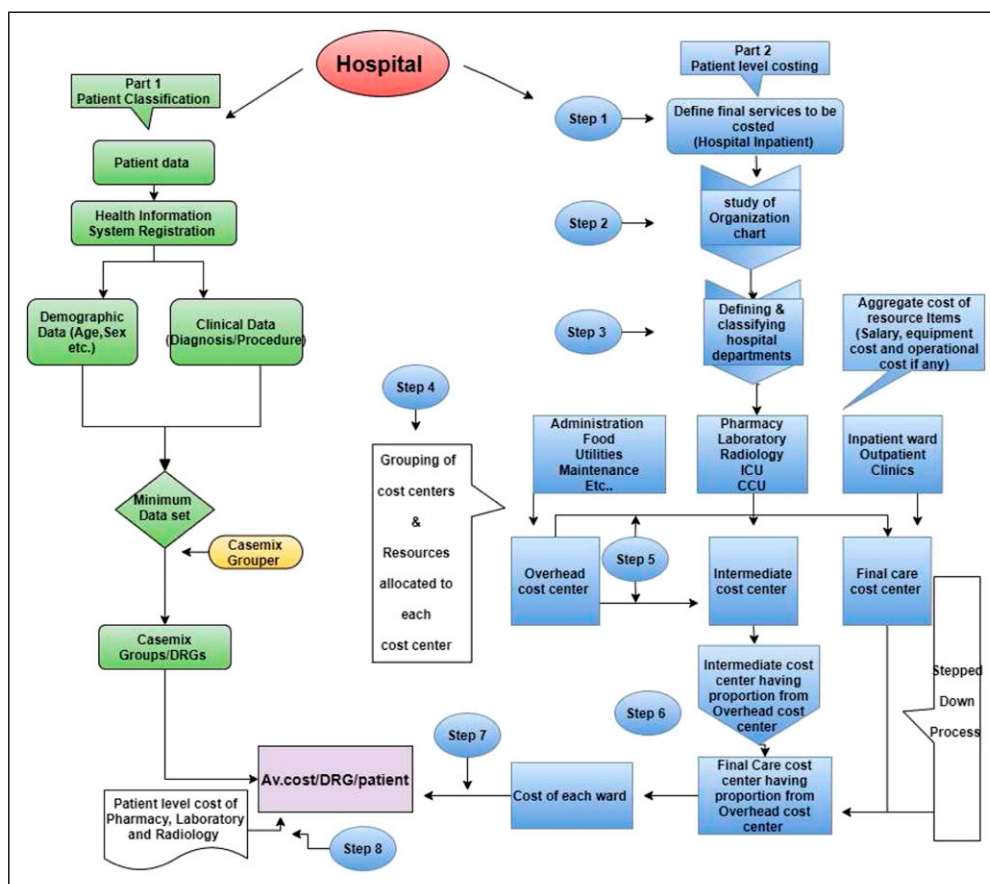 Hospital
Part 1
Patient Classification
Patient data
Health Information
System Registration
Demographic
Data (Age,Sex
etc.)
Clinical Data
(Diagnosis/Procedure)
Minimum
Data set
Casemix
Grouper
Casemix
Groups/DRGs
Part 2
Patient level costing
Step 1
Define final services to be
costed
(Hospital Inpatient)
Step 2
study of
Organization
chart
Step 3
Defining &
classifying
hospital
departments
Aggregate cost of
resource Items
(Salary, equipment
cost and operational
cost if any)
Step 4
Grouping of
cost centers
&
Resources
allocated to
each
cost center
Administration
Food
Utilities
Maintenance
Etc..
Pharmacy
Laboratory
Radiology
ICU
CCU
Inpatient ward
Outpatient
Clinics
Overhead
cost center
Step 5
Intermediate
cost center
Final care
cost center
Stepped
Down
Process
Intermediate cost
center having
proportion from
Overhead cost
center
Step 6
Final Care cost
center having
proportion from
Overhead cost
center
Cost of each ward
Step 7
Av.cost/DRG/patient
Patient level cost of
Pharmacy, Laboratory
and Radiology
Step 8